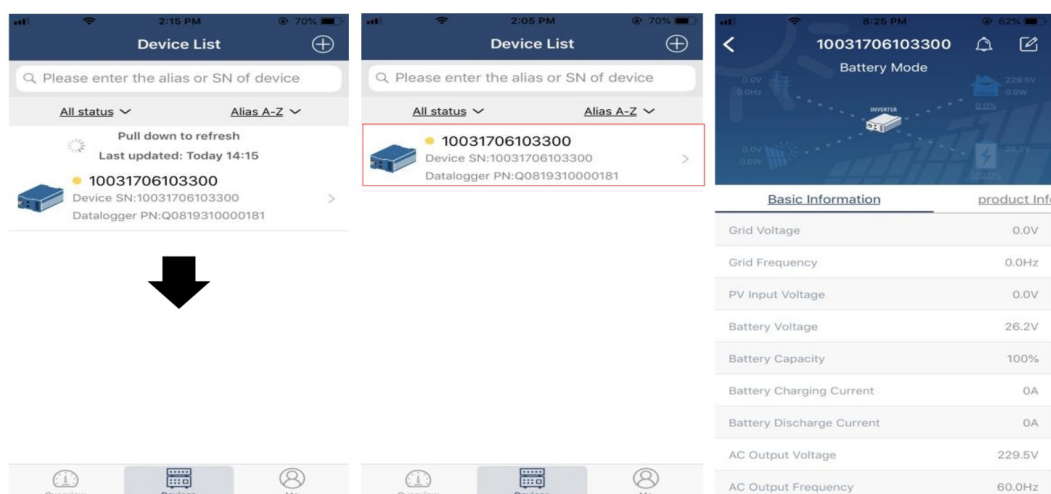 2:15 PM
70%
Device List
Please enter the alias or SN of device
All status
Alias A-Z
Pull down to refresh
Last updated: Today 14:15
10031706103300
Device SN:10031706103300
Datalogger PN:Q0819310000181
Devices
2:05 PM
70%
Device List
Please enter the alias or SN of device
All status
Alias A-Z
10031706103300
Device SN:10031706103300
Datalogger PN:Q0819310000181
8:25 PM
62%
10031706103300
Battery Mode
0.0V
0.0Hz
229.5V
0.0W
INVERTER
0.0%
0.0V
0.0W
26.2V
Basic Information
product Inf
Grid Voltage 0.0V
Grid Frequency 0.0Hz
PV Input Voltage 0.0V
Battery Voltage 26.2V
Battery Capacity 100%
Battery Charging Current 0A
Battery Discharge Current 0A
AC Output Voltage 229.5V
AC Output Frequency 60.0Hz